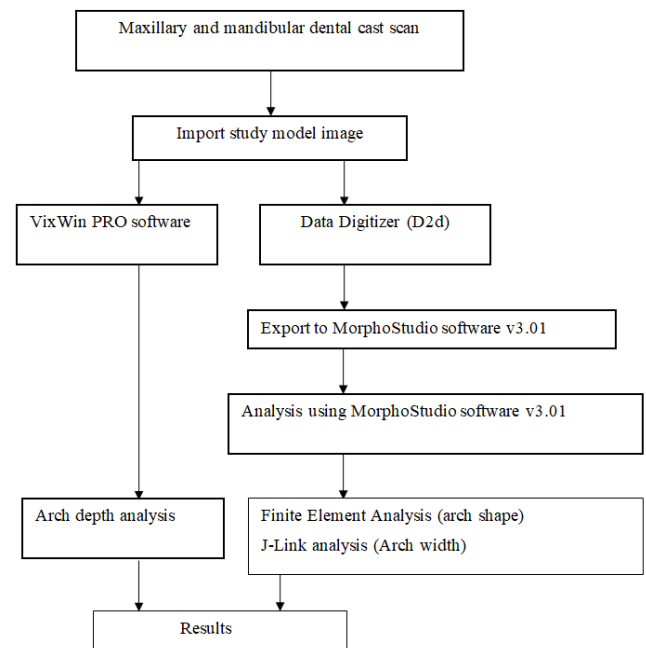 Maxillary and mandibular dental cast scan
Import study model image
VixWin PRO software
Data Digitizer (D2d)
Export to MorphoStudio software v3.01
Analysis using MorphoStudio software v3.01
Arch depth analysis
Finite Element Analysis (arch shape)
J-Link analysis (Arch width)
Results